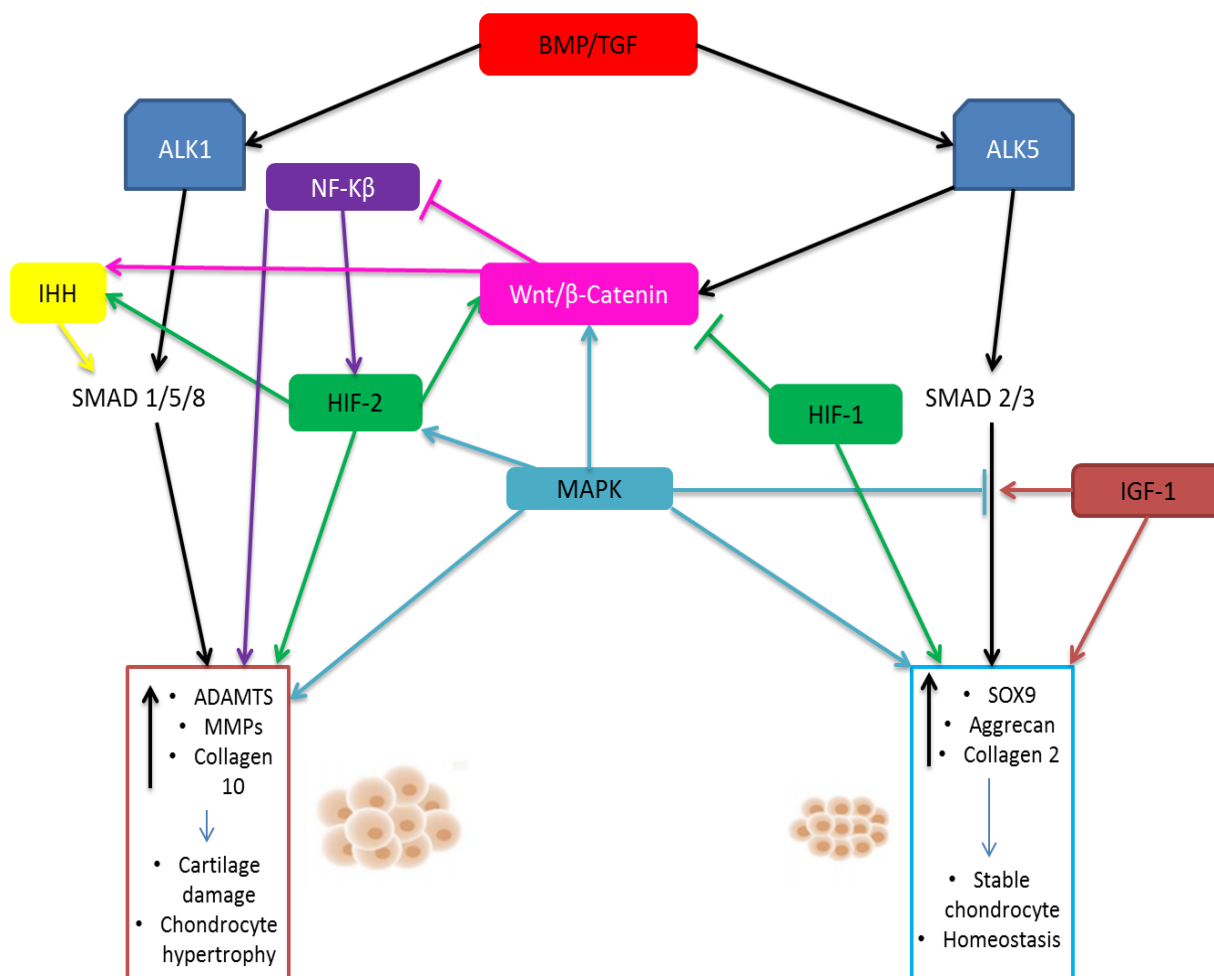 BMP/TGF
ALK1
ALK5
NF-Kβ
IHH
Wnt/β-Catenin
SMAD 1/5/8
HIF-2
HIF-1
SMAD 2/3
MAPK
IGF-1
• ADAMTS
• MMPs
• Collagen
10
• Cartilage
damage
• Chondrocyte
hypertrophy
• SOX9
• Aggrecan
• Collagen 2
• Stable
chondrocyte
• Homeostasis